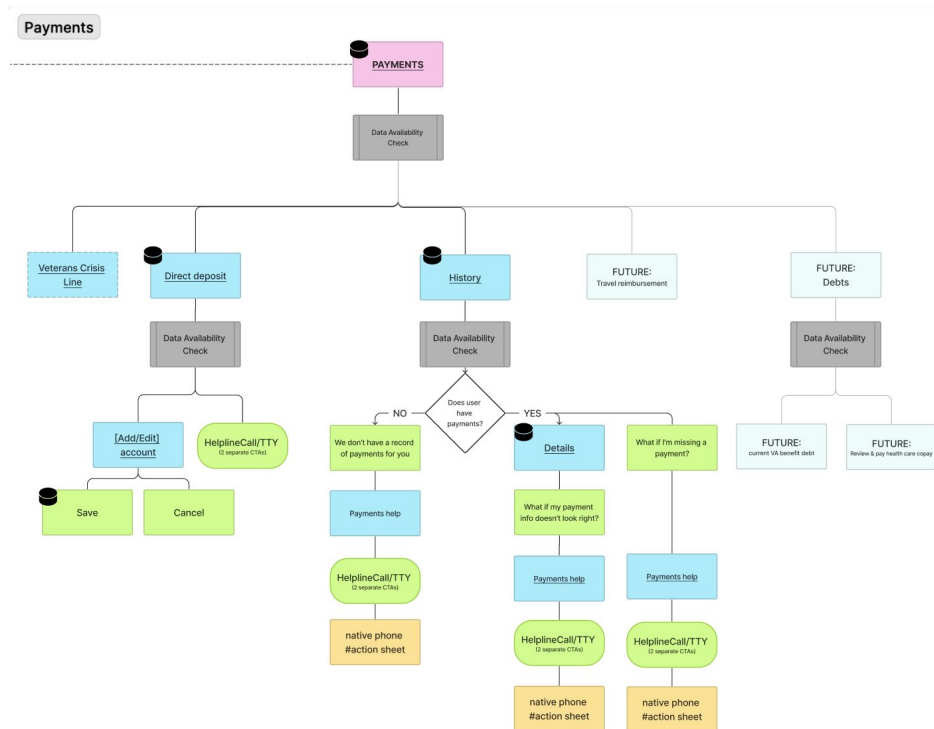 Payments
PAYMENTS
Data Availability
Check
Veterans Crisis
Line
Direct deposit
History
FUTURE:
Travel reimbursement
FUTURE:
Debts
Data Availability
Check
Data Availability
Check
Data Availability
Check
Does user
have
payments?
NO
YES
[Add/Edit]
account
HelplineCall/TTY
(2 separate CTAs)
We don't have a record
of payments for you
Details
What if I'm missing a
payment?
FUTURE:
current VA benefit debt
FUTURE:
Review & pay health care copay
Save
Cancel
Payments help
What if my payment
info doesn't look right?
HelplineCall/TTY
(2 separate CTAs)
Payments help
Payments help
native phone
#action sheet
HelplineCall/TTY
(2 separate CTAs)
HelplineCall/TTY
(2 separate CTAs)
native phone
#action sheet
native phone
#action sheet